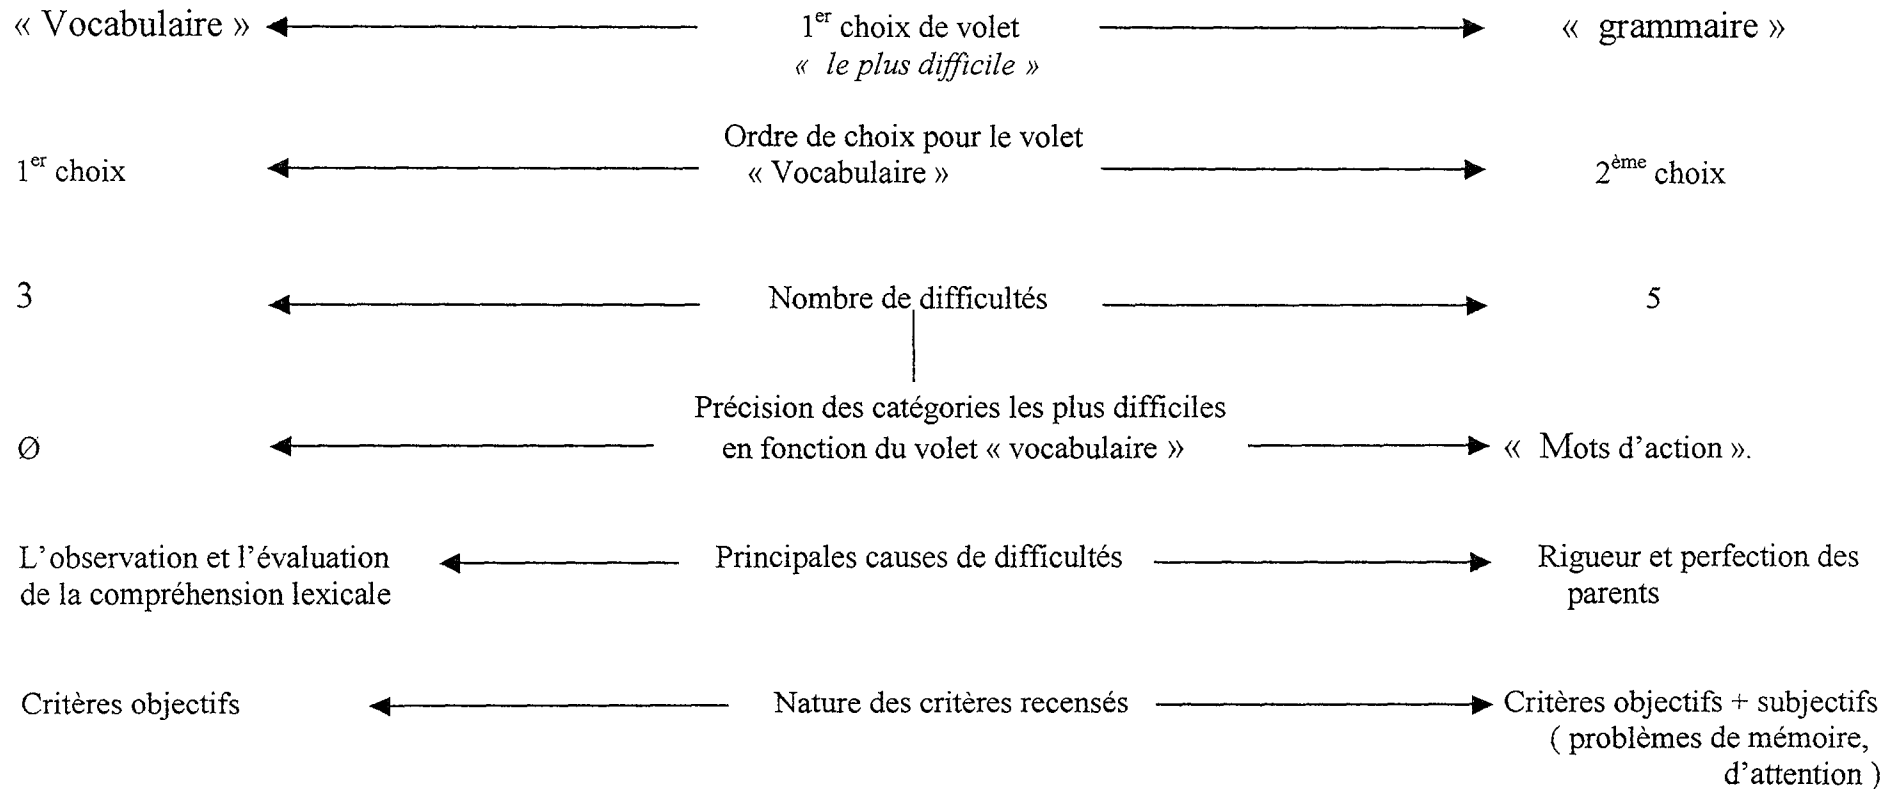 « Vocabulaire » 1er choix de volet « grammaire »
« le plus difficile »
Ordre de choix pour le volet
1er choix « Vocabulaire » 2ème choix
3 Nombre de difficultés 5
Précision des catégories les plus difficiles
Ø en fonction du volet « vocabulaire » « Mots d'action ».
L'observation et l'évaluation Principales causes de difficultés Rigueur et perfection des
de la compréhension lexicale parents
Critères objectifs Nature des critères recensés Critères objectifs + subjectifs
( problèmes de mémoire,
d'attention )